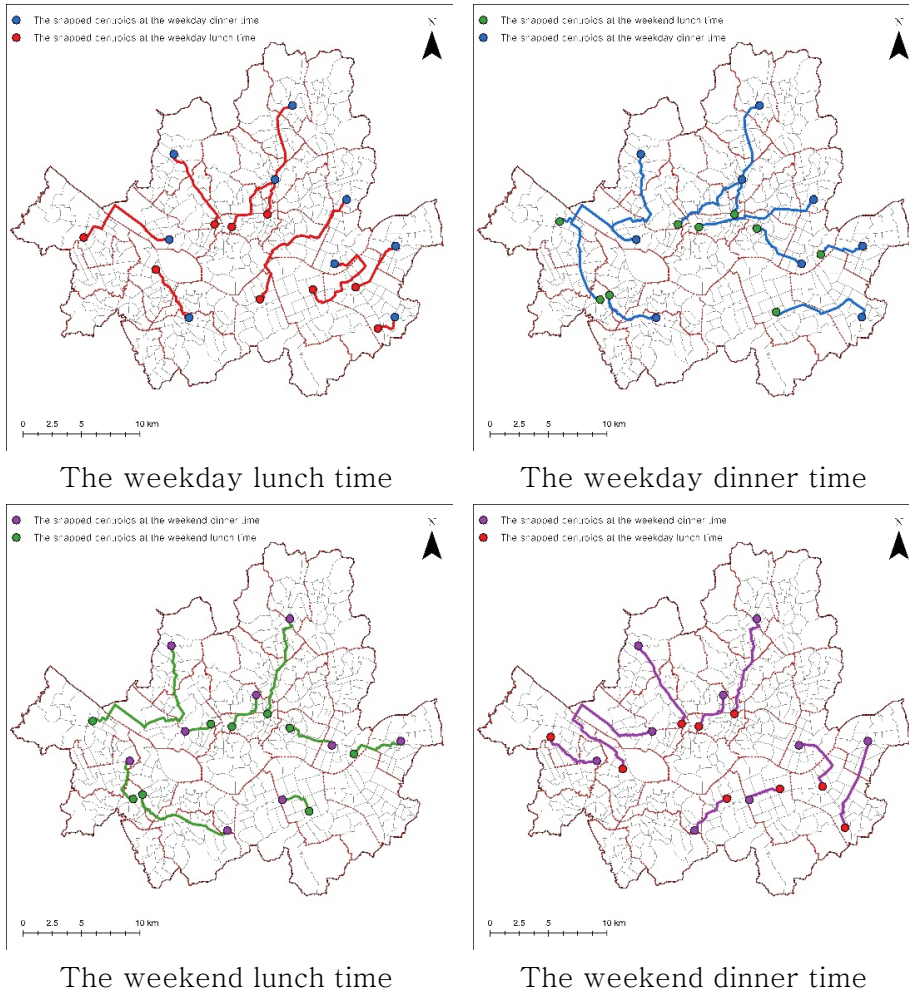 The snapped centroids at the weekday dinner time
The snapped centroids at the weekday lunch time
N
0 2.5 5 10 km
The weekday lunch time
The snapped centroids at the weekend lunch time
The snapped centroids at the weekday dinner time
N
0 2.5 5 10 km
The weekday dinner time
The snapped centroids at the weekend dinner time
The snapped centroids at the weekend lunch time
N
0 2.5 5 10 km
The weekend lunch time
The snapped centroids at the weekend dinner time
The snapped centroids at the weekday lunch time
N
0 2.5 5 10 km
The weekend dinner time